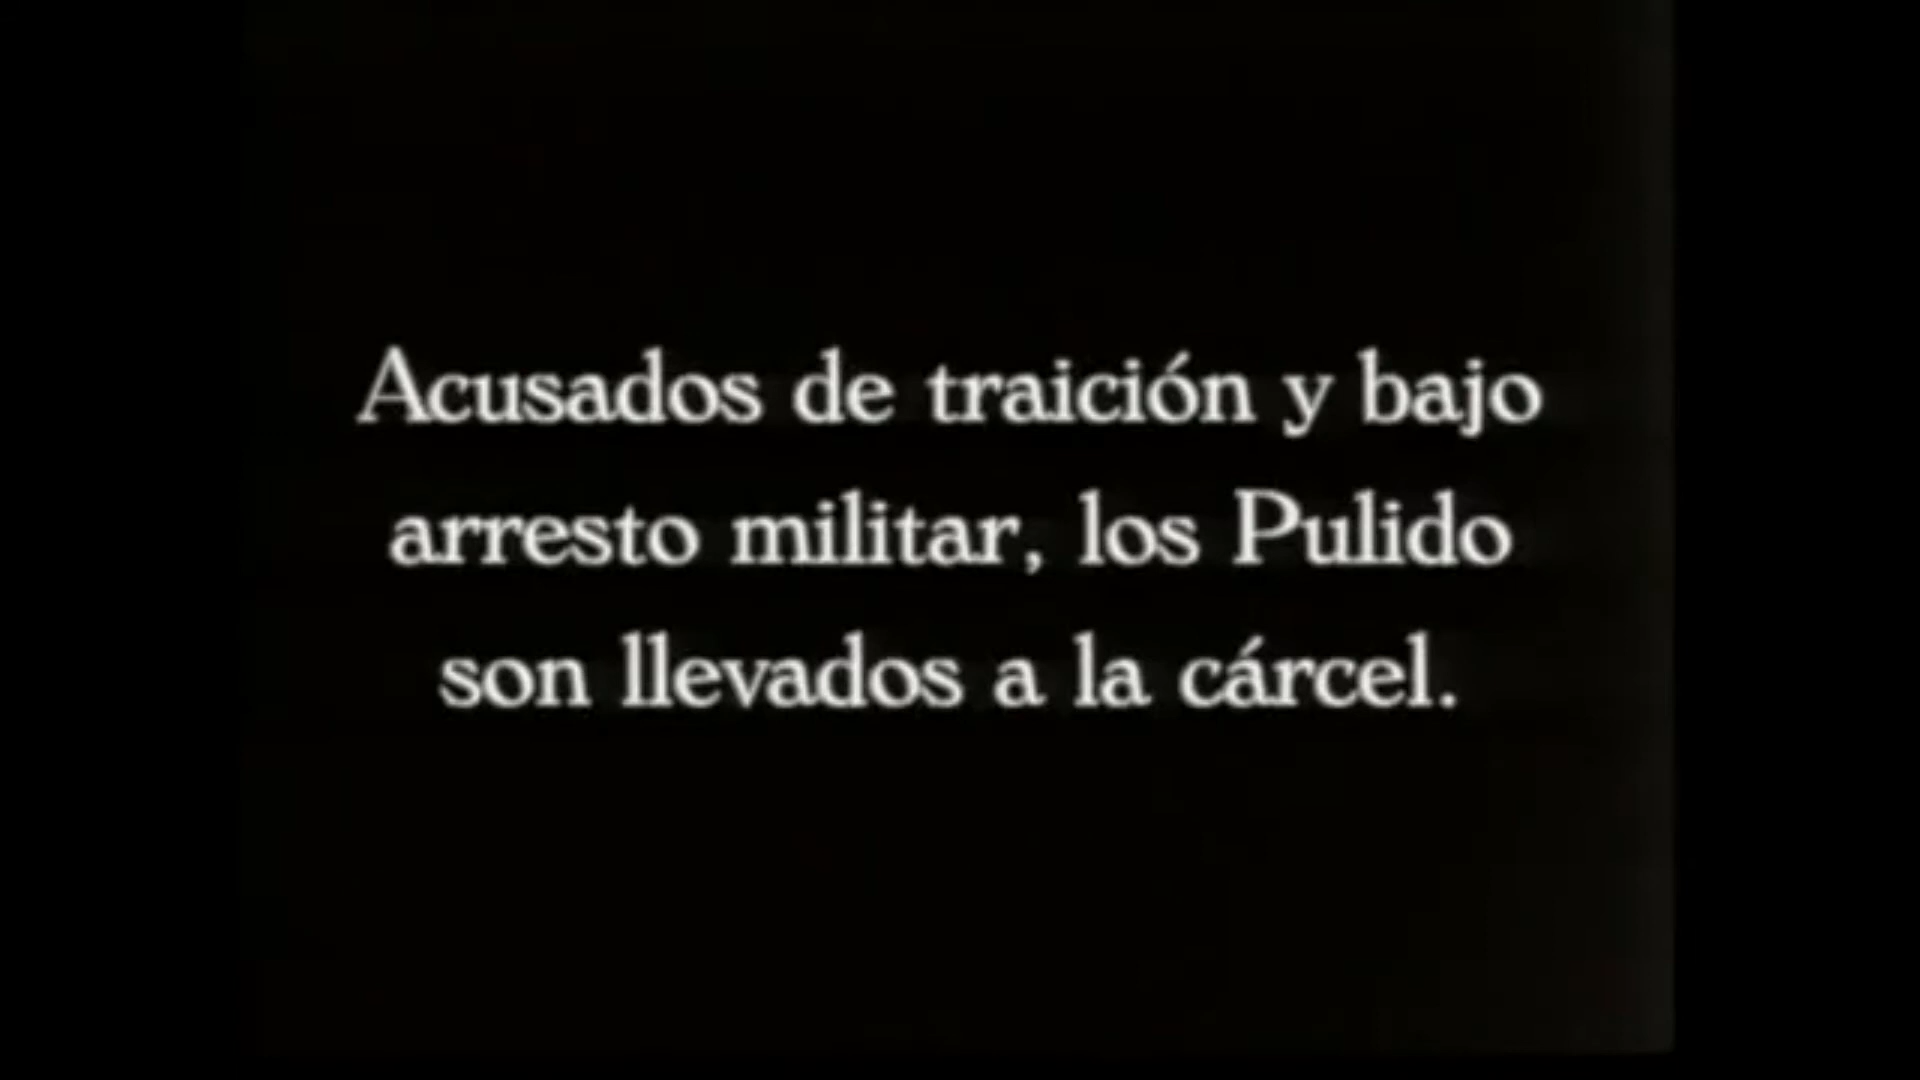 Acusados de traición y bajo
arresto militar, los Pulido
son llevados a la cárcel.